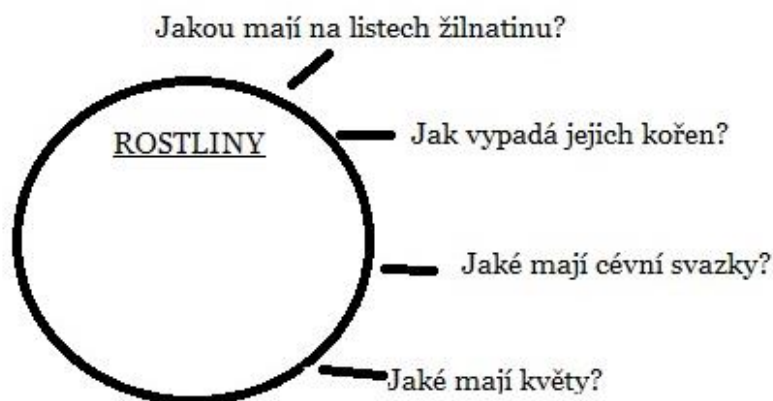 Jakou mají na listech žilnatinu?
ROSTLINY
Jak vypadá jejich kořen?
Jaké mají cévní svazky?
Jaké mají květy?